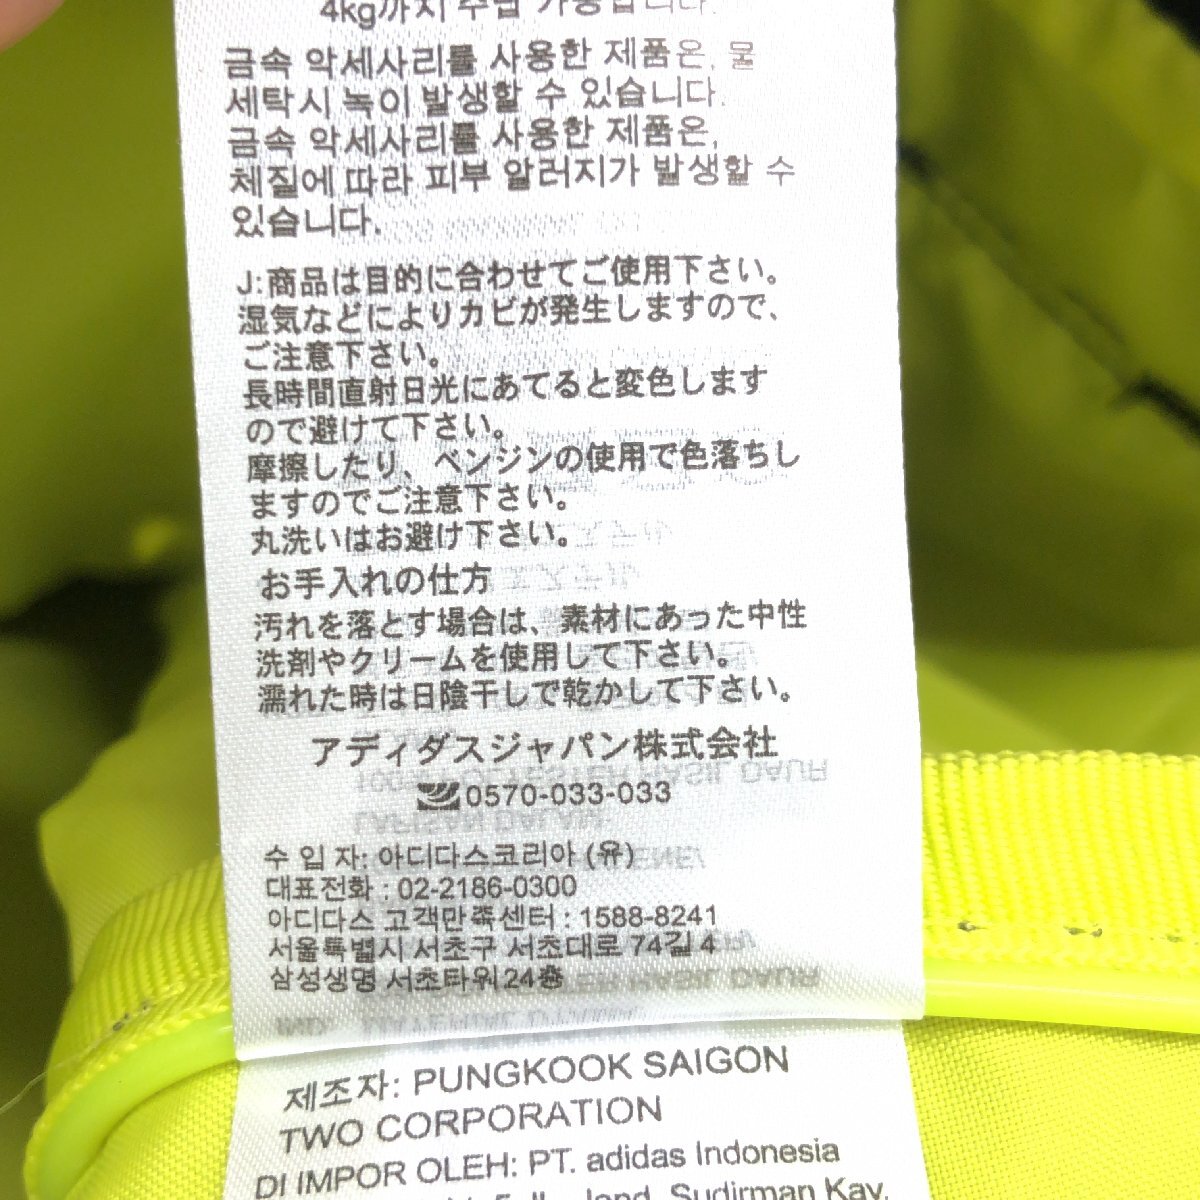 4kg까지 수납 가능합니다.
금속 악세사리를 사용한 제품은, 물
세탁시 녹이 발생할 수 있습니다.
금속 악세사리를 사용한 제품은,
체질에 따라 피부 알러지가 발생할 수
있습니다.
J:商品は目的に合わせてご使用下さい。
湿気などによりカビが発生しますので、
ご注意下さい。
長時間直射日光にあてると変色します
ので避けて下さい。
摩擦したり、ベンジンの使用で色落ちし
ますのでご注意下さい。
丸洗いはお避け下さい。
お手入れの仕方
汚れを落とす場合は、素材にあった中性
洗剤やクリームを使用して下さい。
濡れた時は日陰干しで乾かして下さい。
アディダスジャパン株式会社
0570-033-033
수 입 자: 아디다스코리아 (유)
대표전화 : 02-2186-0300
아디다스 고객만족센터 : 1588-8241
서울특별시 서초구 서초대로 74길 4
삼성생명 서초타워 24층
제조자: PUNGKOOK SAIGON
TWO CORPORATION
DI IMPOR OLEH: PT. adidas Indonesia
Jend. Sudirman Kav.